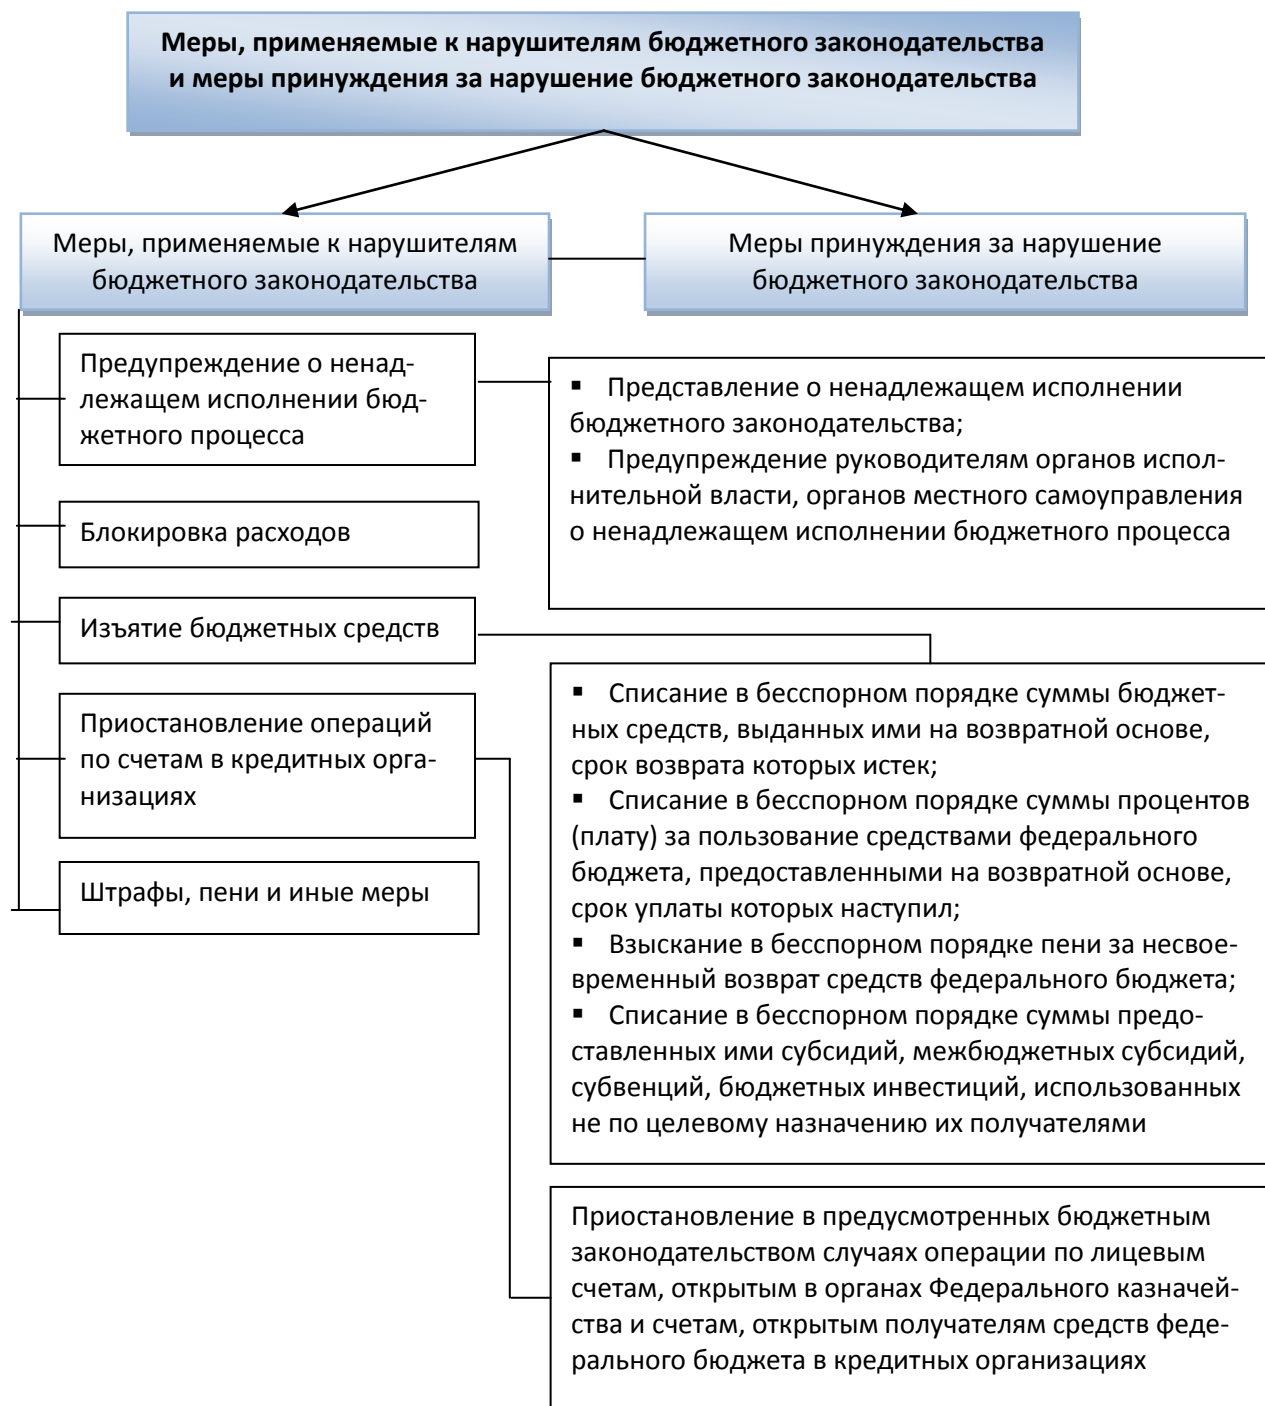 Меры, применяемые к нарушителям бюджетного законодательства
и меры принуждения за нарушение бюджетного законодательства
Меры, применяемые к нарушителям
бюджетного законодательства
Меры принуждения за нарушение
бюджетного законодательства
Предупреждение о ненад-
лежащем исполнении бюд-
жетного процесса
▪ Представление о ненадлежащем исполнении
бюджетного законодательства;
▪ Предупреждение руководителям органов испол-
нительной власти, органов местного самоуправления
о ненадлежащем исполнении бюджетного процесса
Блокировка расходов
Изъятие бюджетных средств
▪ Списание в бесспорном порядке суммы бюджет-
ных средств, выданных ими на возвратной основе,
срок возврата которых истек;
▪ Списание в бесспорном порядке суммы процентов
(плату) за пользование средствами федерального
бюджета, предоставленными на возвратной основе,
срок уплаты которых наступил;
▪ Взыскание в бесспорном порядке пени за несвое-
временный возврат средств федерального бюджета;
▪ Списание в бесспорном порядке суммы предо-
ставленных ими субсидий, межбюджетных субсидий,
субвенций, бюджетных инвестиций, использованных
не по целевому назначению их получателями
Приостановление операций
по счетам в кредитных орга-
низациях
Штрафы, пени и иные меры
Приостановление в предусмотренных бюджетным
законодательством случаях операции по лицевым
счетам, открытым в органах Федерального казначей-
ства и счетам, открытым получателям средств феде-
рального бюджета в кредитных организациях